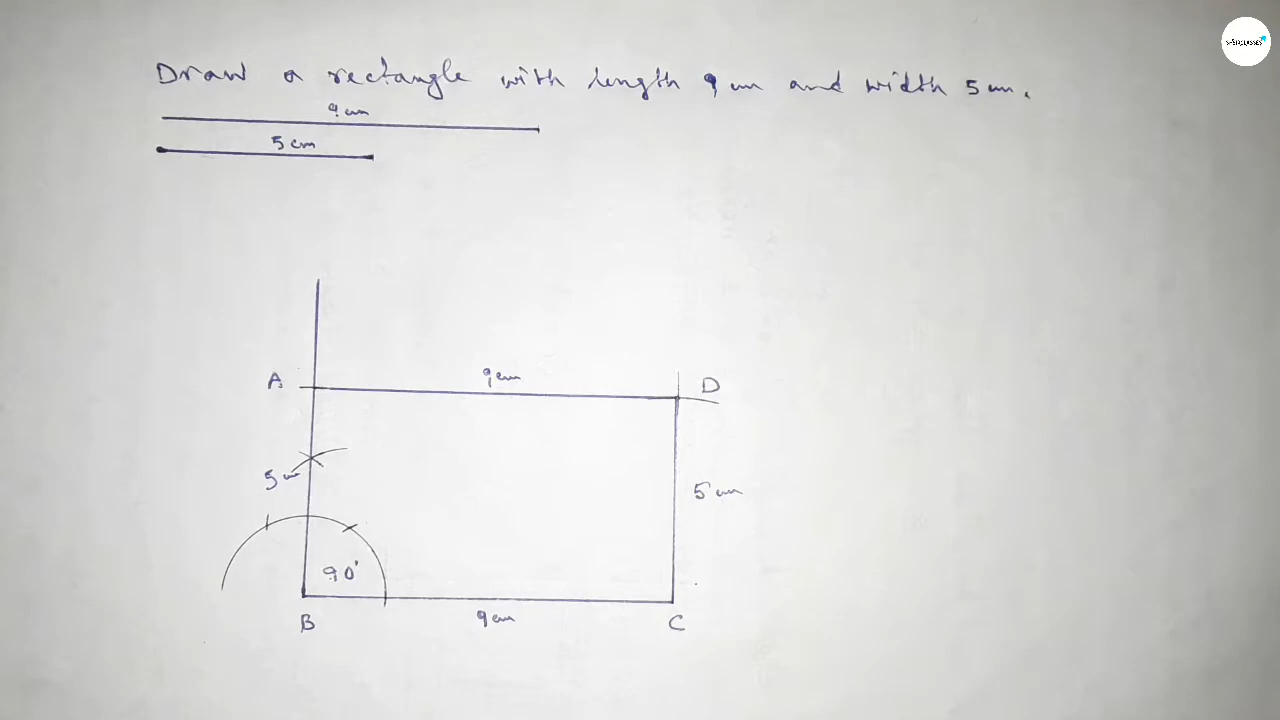 Draw a rectangle with length 9 cm and width 5 cm.
9 cm
5 cm
A
9 cm
D
5 cm
5 cm
90°
B
9 cm
C